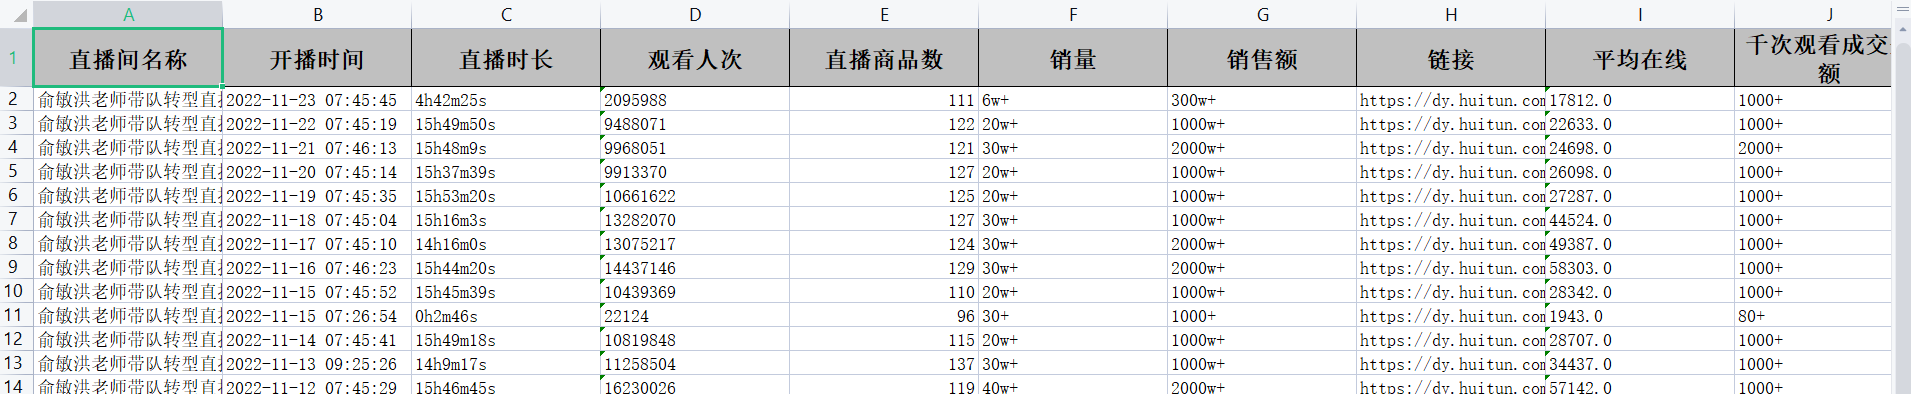 A B C D E F G H I J
1 直播间名称 开播时间 直播时长 观看人次 直播商品数 销量 销售额 链接 平均在线 千次观看成交
额
2 俞敏洪老师带队转型直 2022-11-23 07:45:45 4h42m25s 2095988 111 6w+ 300w+ https://dy.huitun.com 17812.0 1000+
3 俞敏洪老师带队转型直 2022-11-22 07:45:19 15h49m50s 9488071 122 20w+ 1000w+ https://dy.huitun.com 22633.0 1000+
4 俞敏洪老师带队转型直 2022-11-21 07:46:13 15h48m9s 9968051 121 30w+ 2000w+ https://dy.huitun.com 24698.0 2000+
5 俞敏洪老师带队转型直 2022-11-20 07:45:14 15h37m39s 9913370 127 20w+ 1000w+ https://dy.huitun.com 26098.0 1000+
6 俞敏洪老师带队转型直 2022-11-19 07:45:35 15h53m20s 10661622 125 20w+ 1000w+ https://dy.huitun.com 27287.0 1000+
7 俞敏洪老师带队转型直 2022-11-18 07:45:04 15h16m3s 13282070 127 30w+ 1000w+ https://dy.huitun.com 44524.0 1000+
8 俞敏洪老师带队转型直 2022-11-17 07:45:10 14h16m0s 13075217 124 30w+ 2000w+ https://dy.huitun.com 49387.0 1000+
9 俞敏洪老师带队转型直 2022-11-16 07:46:23 15h44m20s 14437146 129 30w+ 2000w+ https://dy.huitun.com 58303.0 1000+
10 俞敏洪老师带队转型直 2022-11-15 07:45:52 15h45m39s 10439369 110 20w+ 1000w+ https://dy.huitun.com 28342.0 1000+
11 俞敏洪老师带队转型直 2022-11-15 07:26:54 0h2m46s 22124 96 30+ 1000+ https://dy.huitun.com 1943.0 80+
12 俞敏洪老师带队转型直 2022-11-14 07:45:41 15h49m18s 10819848 115 20w+ 1000w+ https://dy.huitun.com 28707.0 1000+
13 俞敏洪老师带队转型直 2022-11-13 09:25:26 14h9m17s 11258504 137 30w+ 1000w+ https://dy.huitun.com 34437.0 1000+
14 俞敏洪老师带队转型直 2022-11-12 07:45:29 15h46m45s 16230026 119 40w+ 2000w+ https://dy.huitun.com 57142.0 1000+